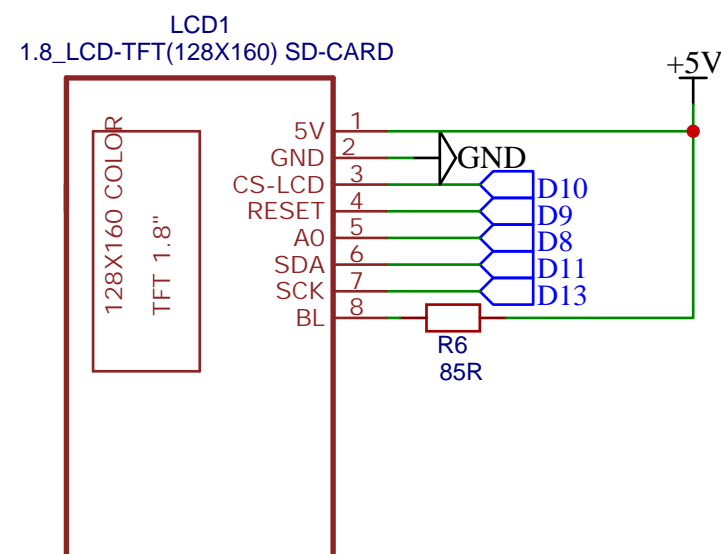 LCD1
1.8_LCD-TFT(128X160) SD-CARD
+5V
128X160 COLOR
TFT 1.8"
5V 1
GND 2
GND
CS-LCD 3
D10
RESET 4
D9
A0 5
D8
SDA 6
D11
SCK 7
D13
BL 8
R6
85R